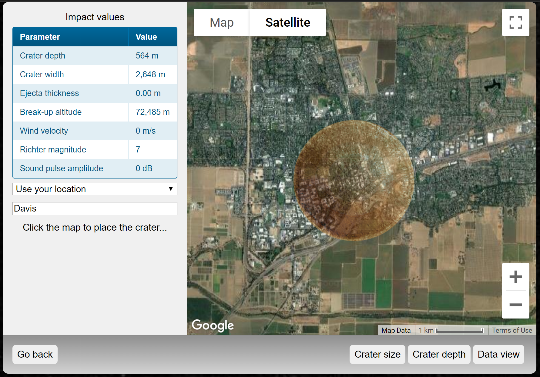 Impact values
Parameter Value
Crater depth 564 m
Crater width 2,648 m
Ejecta thickness 0.00 m
Break-up altitude 72,485 m
Wind velocity 0 m/s
Richter magnitude 7
Sound pulse amplitude 0 dB
Use your location
Davis
Click the map to place the crater...
Map Satellite
+
−
Google
Map Data 1 km Terms of Use
Go back
Crater size Crater depth Data view